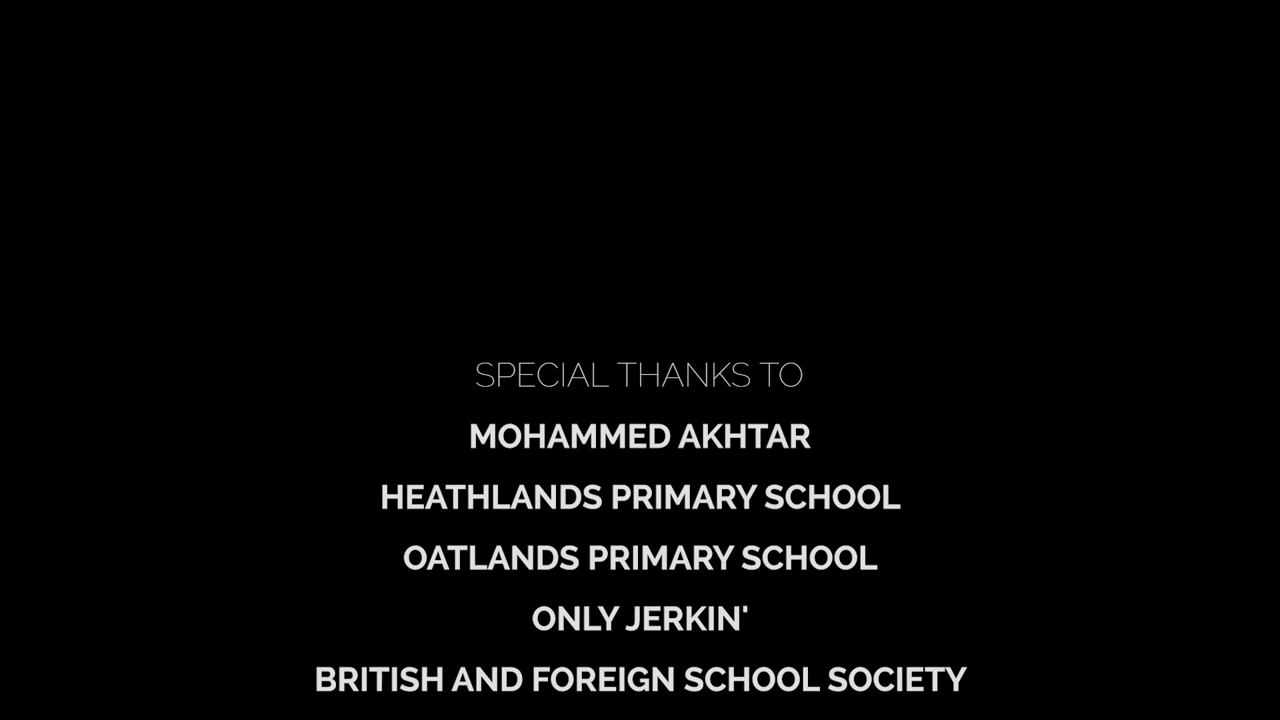 SPECIAL THANKS TO
MOHAMMED AKHTAR
HEATHLANDS PRIMARY SCHOOL
OATLANDS PRIMARY SCHOOL
ONLY JERKIN'
BRITISH AND FOREIGN SCHOOL SOCIETY